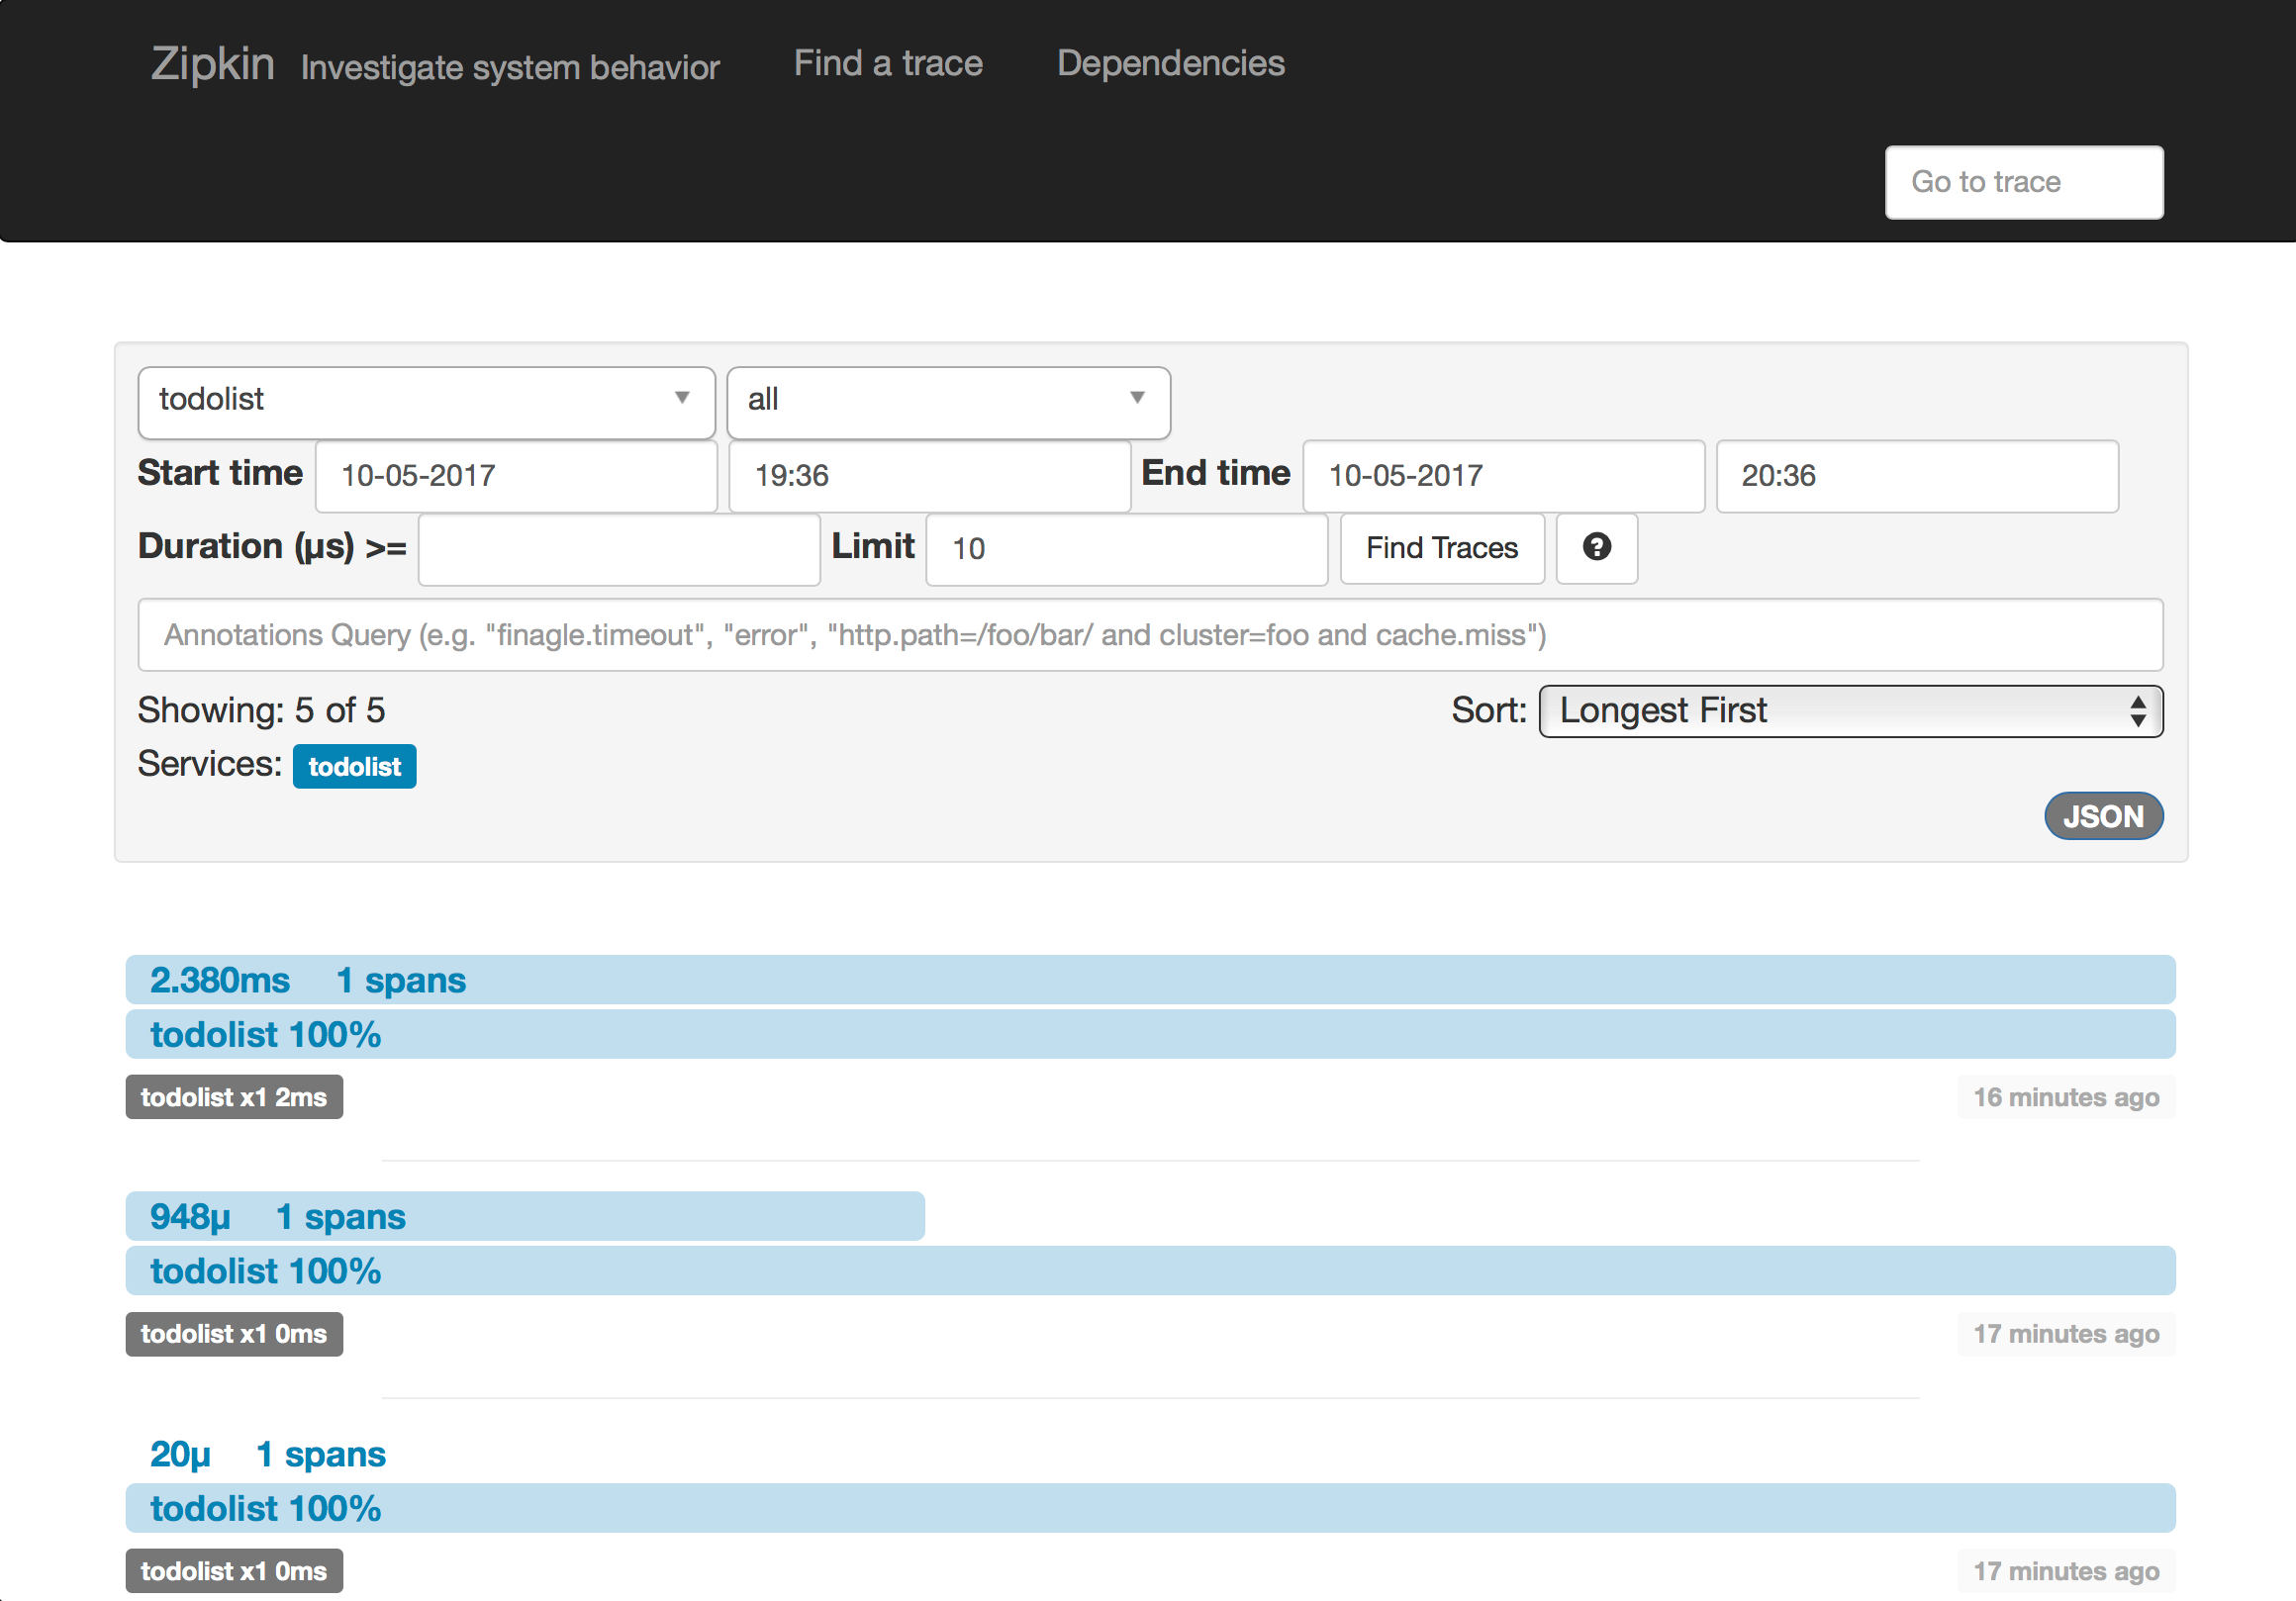 Zipkin Investigate system behavior Find a trace Dependencies
Go to trace
todolist all
Start time 10-05-2017 19:36 End time 10-05-2017 20:36
Duration (µs) >= Limit 10 Find Traces ?
Annotations Query (e.g. "finagle.timeout", "error", "http.path=/foo/bar/ and cluster=foo and cache.miss")
Showing: 5 of 5 Sort: Longest First
Services: todolist
JSON
2.380ms 1 spans
todolist 100%
todolist x1 2ms 16 minutes ago
948µ 1 spans
todolist 100%
todolist x1 0ms 17 minutes ago
20µ 1 spans
todolist 100%
todolist x1 0ms 17 minutes ago